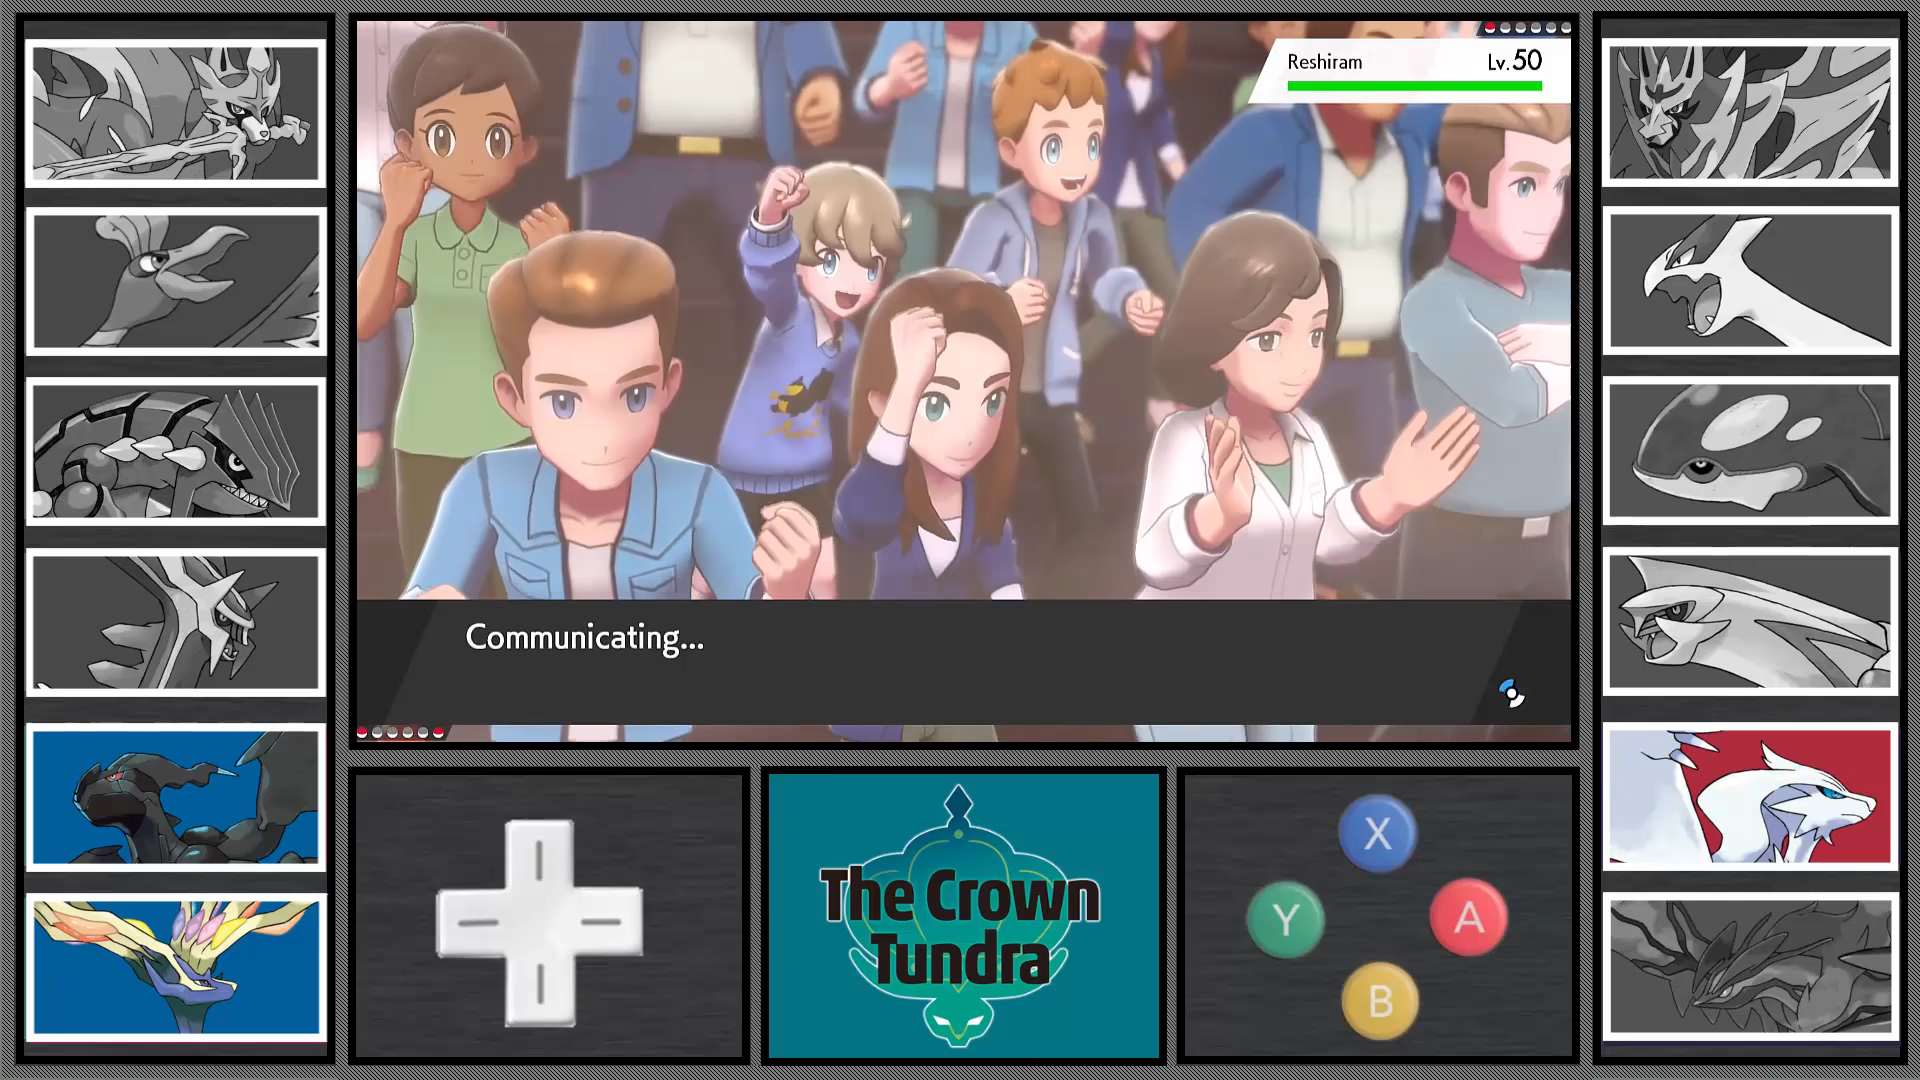 Reshiram Lv.50
Communicating...
The Crown
Tundra
X
Y
A
B